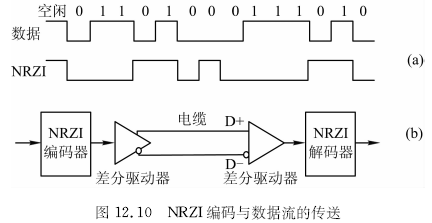 空闲 0 1 1 0 1 0 0 0 1 1 1 0 1 0
数据
NRZI
(a)
电缆 D+
NRZI
编码器
NRZI
解码器
(b)
D−
差分驱动器 差分驱动器
图 12.10 NRZI 编码与数据流的传送